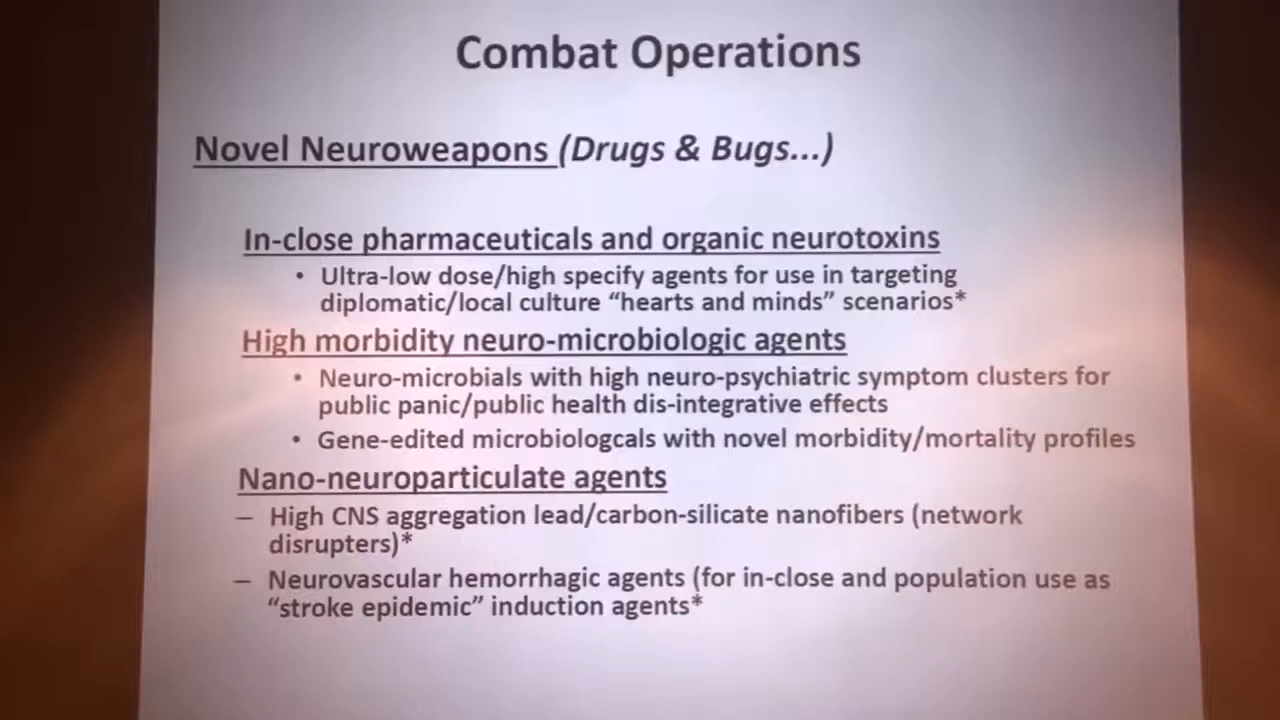 Combat Operations
Novel Neuroweapons (Drugs & Bugs...)
In-close pharmaceuticals and organic neurotoxins
• Ultra-low dose/high specify agents for use in targeting
diplomatic/local culture “hearts and minds” scenarios*
High morbidity neuro-microbiologic agents
• Neuro-microbials with high neuro-psychiatric symptom clusters for
public panic/public health dis-integrative effects
• Gene-edited microbiologcals with novel morbidity/mortality profiles
Nano-neuroparticulate agents
– High CNS aggregation lead/carbon-silicate nanofibers (network
disrupters)*
– Neurovascular hemorrhagic agents (for in-close and population use as
“stroke epidemic” induction agents*